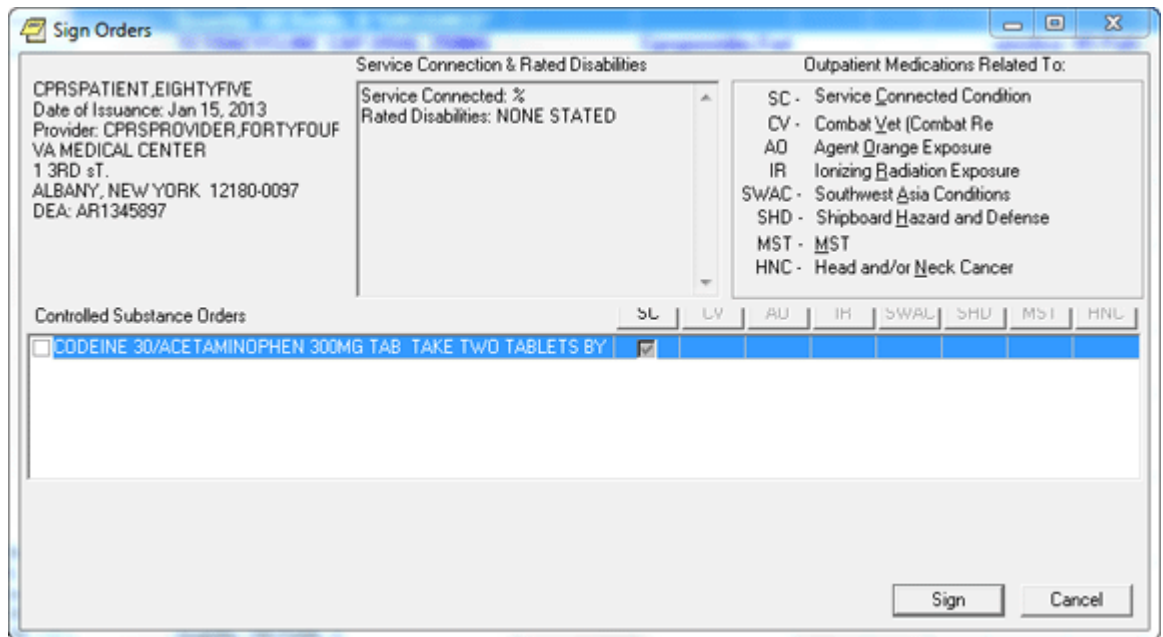 Sign Orders
CPRSPATIENT,EIGHTYFIVE
Date of Issuance: Jan 15, 2013
Provider: CPRSPROVIDER,FORTYFOUF
VA MEDICAL CENTER
1 3RD sT.
ALBANY, NEW YORK 12180-0097
DEA: AR1345897
Service Connection & Rated Disabilities
Service Connected: %
Rated Disabilities: NONE STATED
Outpatient Medications Related To:
SC - Service Connected Condition
CV - Combat Vet (Combat Re
AO Agent Orange Exposure
IR Ionizing Radiation Exposure
SWAC - Southwest Asia Conditions
SHD - Shipboard Hazard and Defense
MST - MST
HNC - Head and/or Neck Cancer
Controlled Substance Orders SC CV AO IR SWAC SHD MST HNC
CODEINE 30/ACETAMINOPHEN 300MG TAB TAKE TWO TABLETS BY
Sign Cancel